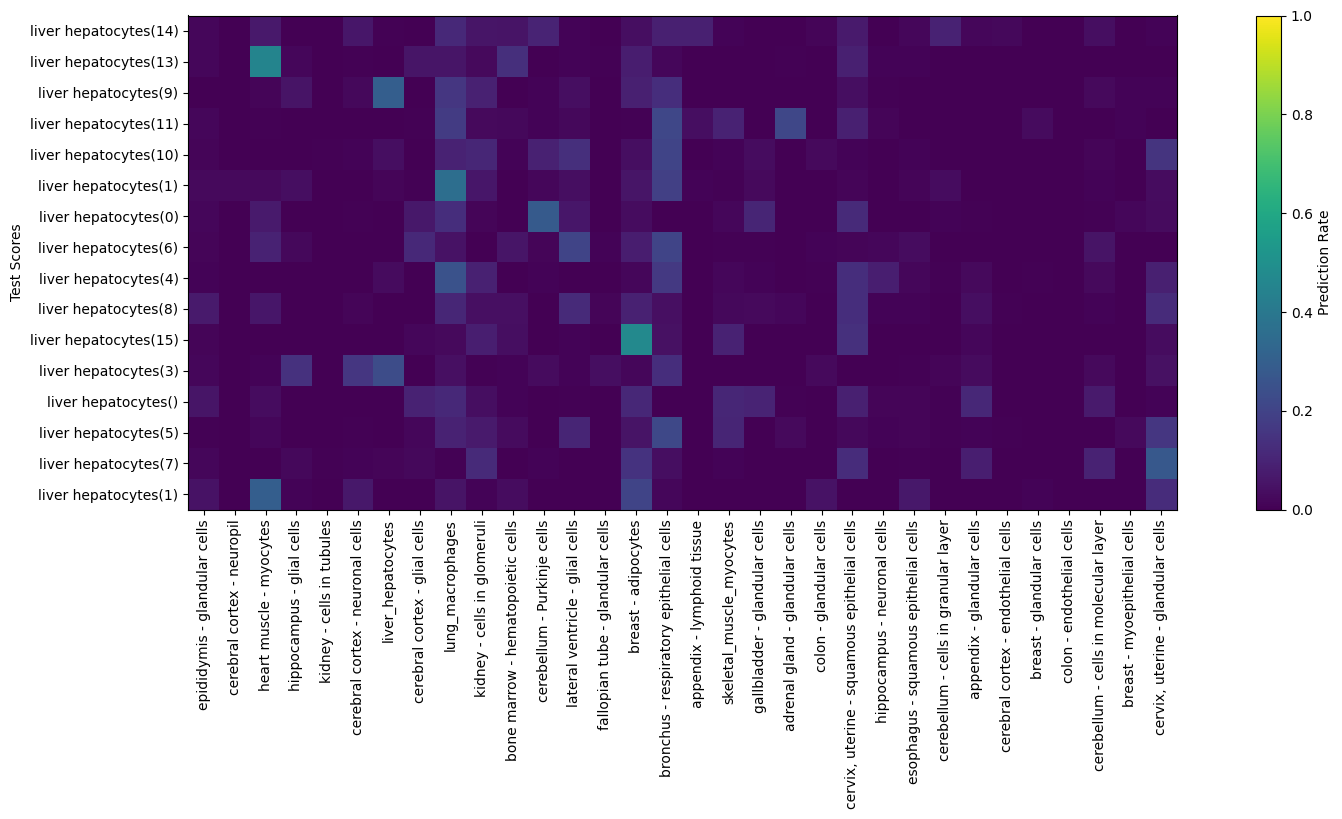 Test Scores
liver hepatocytes(14)
liver hepatocytes(13)
liver hepatocytes(9)
liver hepatocytes(11)
liver hepatocytes(10)
liver hepatocytes(1)
liver hepatocytes(0)
liver hepatocytes(6)
liver hepatocytes(4)
liver hepatocytes(8)
liver hepatocytes(15)
liver hepatocytes(3)
liver hepatocytes()
liver hepatocytes(5)
liver hepatocytes(7)
liver hepatocytes(1)
epididymis - glandular cells
cerebral cortex - neuropil
heart muscle - myocytes
hippocampus - glial cells
kidney - cells in tubules
cerebral cortex - neuronal cells
liver_hepatocytes
cerebral cortex - glial cells
lung_macrophages
kidney - cells in glomeruli
bone marrow - hematopoietic cells
cerebellum - Purkinje cells
lateral ventricle - glial cells
fallopian tube - glandular cells
breast - adipocytes
bronchus - respiratory epithelial cells
appendix - lymphoid tissue
skeletal_muscle_myocytes
gallbladder - glandular cells
adrenal gland - glandular cells
colon - glandular cells
cervix, uterine - squamous epithelial cells
hippocampus - neuronal cells
esophagus - squamous epithelial cells
cerebellum - cells in granular layer
appendix - glandular cells
cerebral cortex - endothelial cells
breast - glandular cells
colon - endothelial cells
cerebellum - cells in molecular layer
breast - myoepithelial cells
cervix, uterine - glandular cells
1.0
0.8
0.6
0.4
0.2
0.0
Prediction Rate